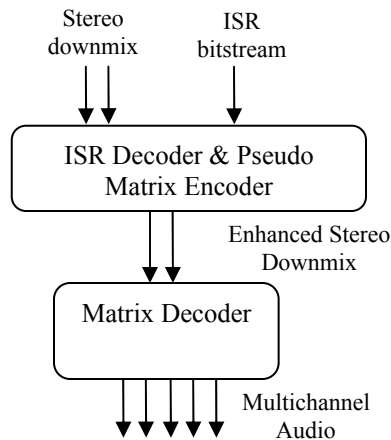 Stereo
downmix
ISR
bitstream
ISR Decoder & Pseudo
Matrix Encoder
Enhanced Stereo
Downmix
Matrix Decoder
Multichannel
Audio